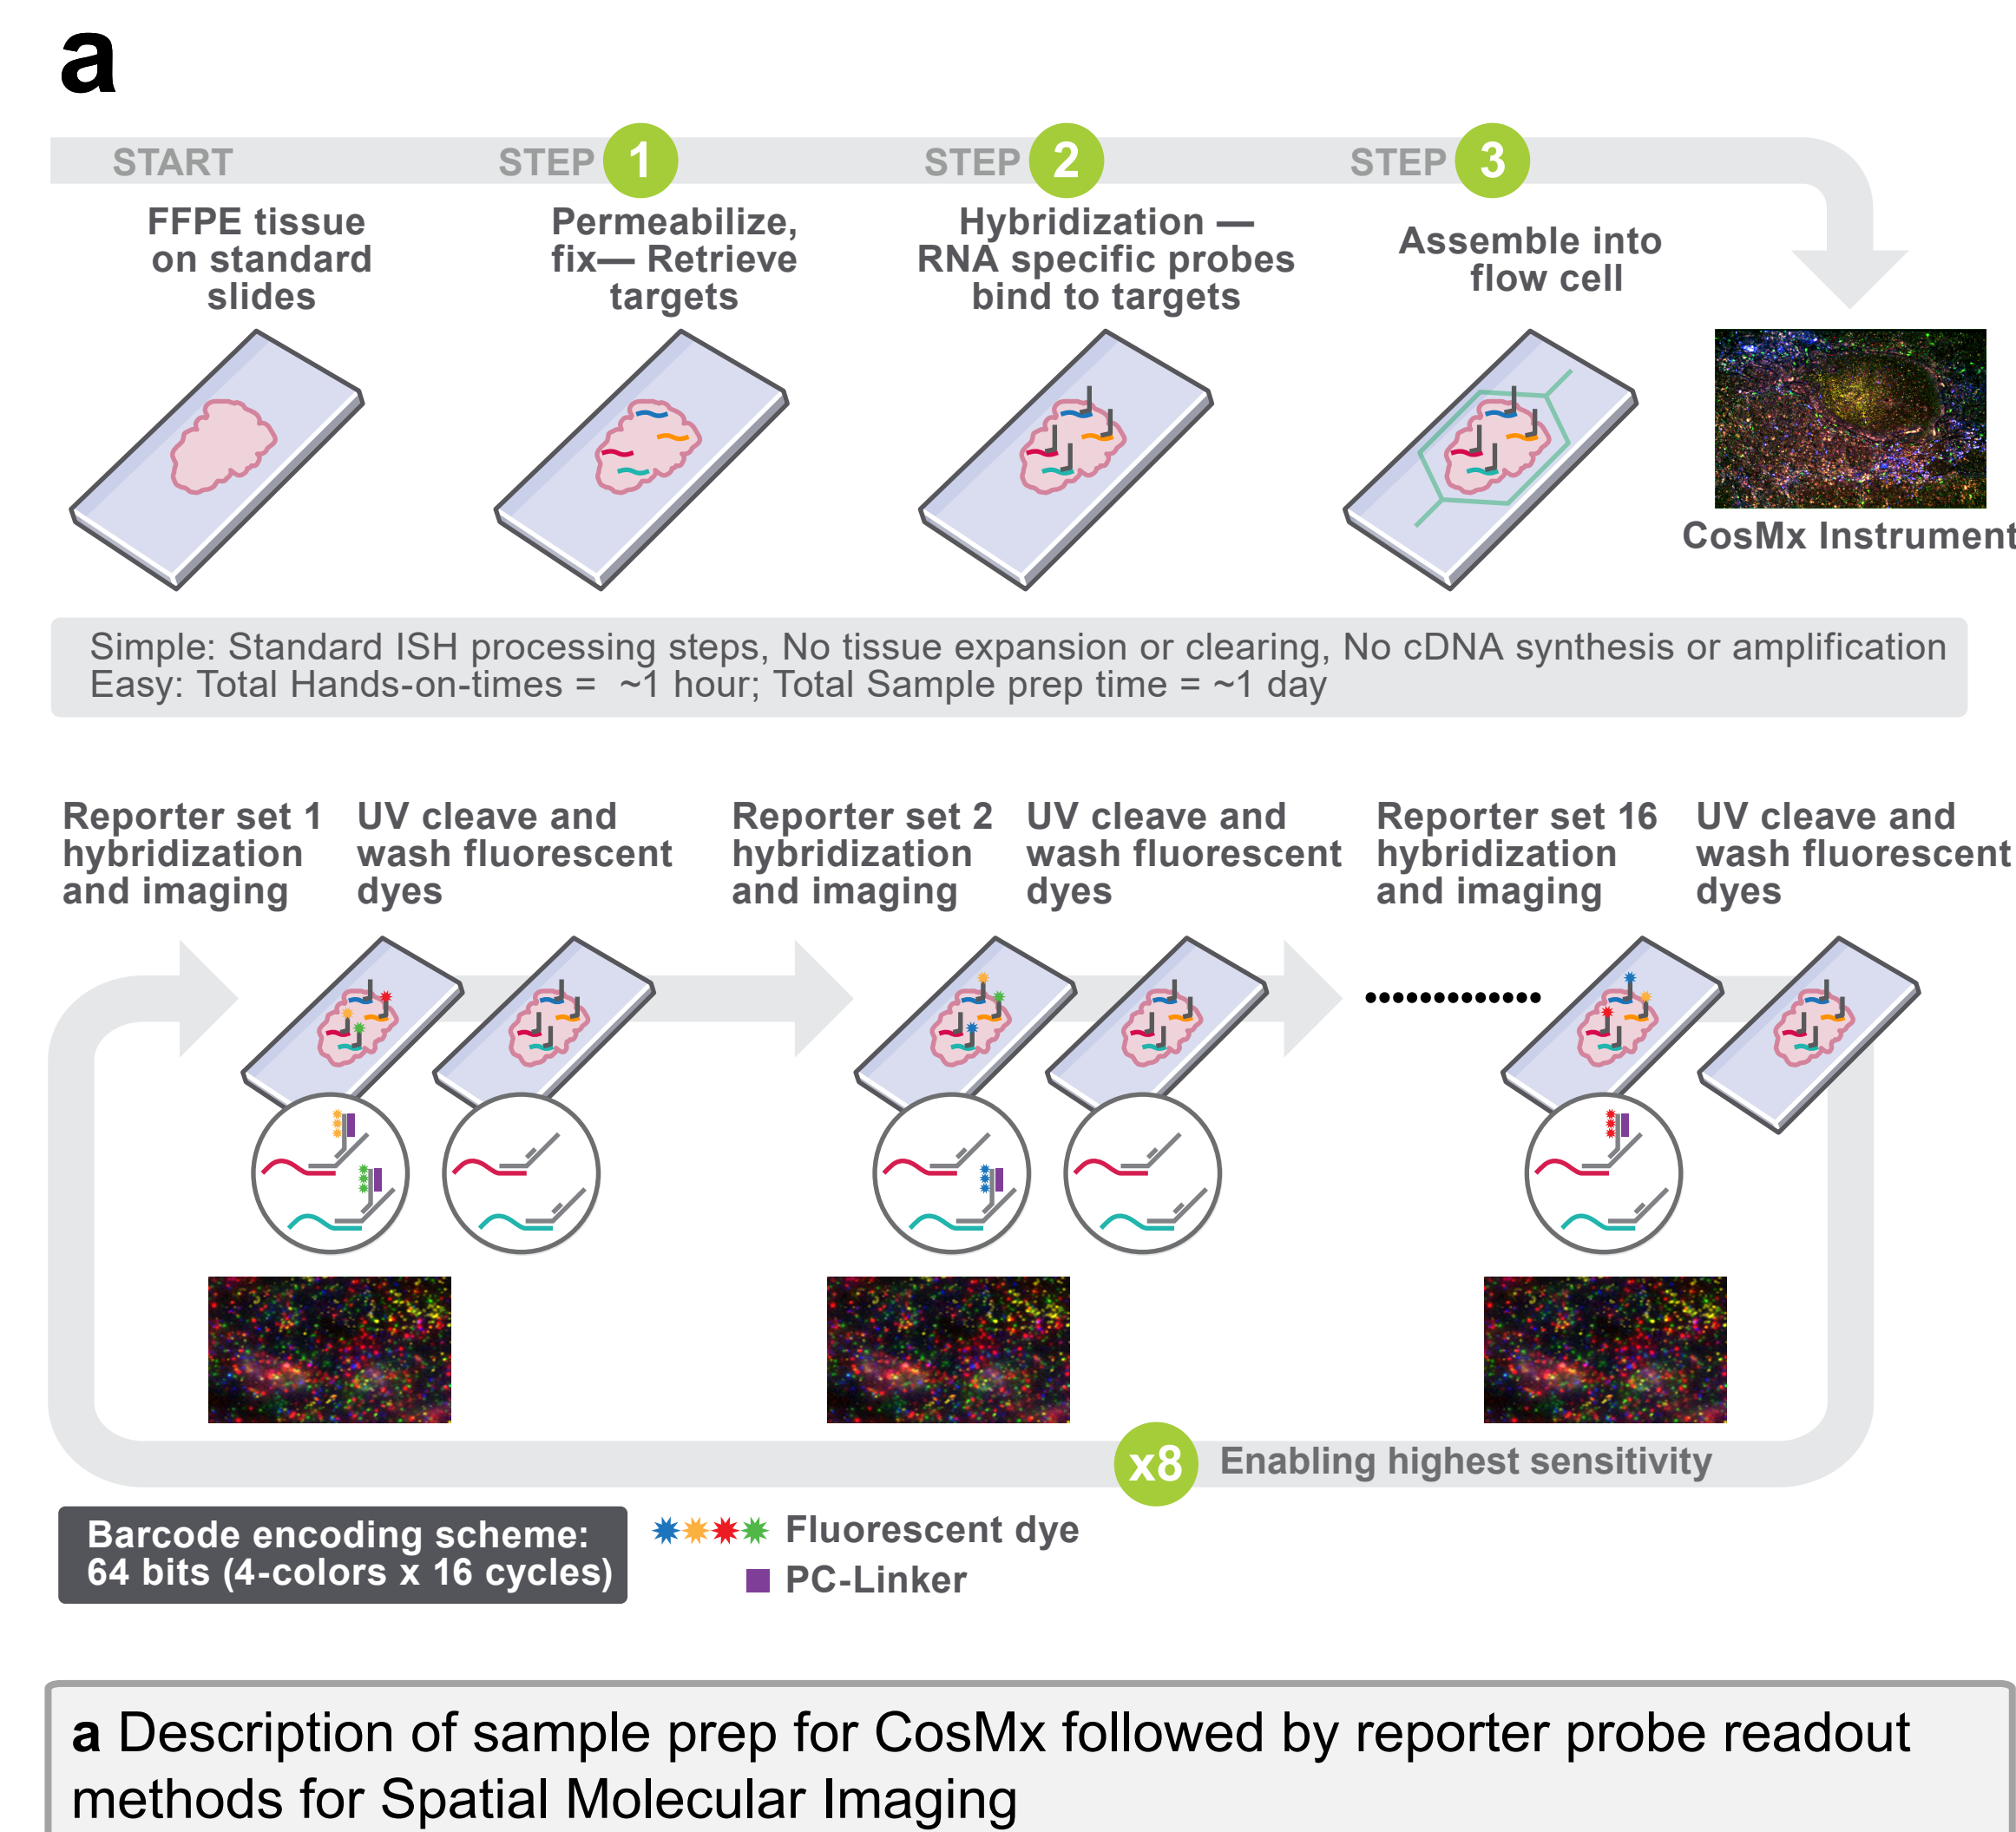 a
START
STEP 1
STEP 2
STEP 3
FFPE tissue
on standard
slides
Permeabilize,
fix— Retrieve
targets
Hybridization —
RNA specific probes
bind to targets
Assemble into
flow cell
CosMx Instrument
Simple: Standard ISH processing steps, No tissue expansion or clearing, No cDNA synthesis or amplification
Easy: Total Hands-on-times = ~1 hour; Total Sample prep time = ~1 day
Reporter set 1
hybridization
and imaging
UV cleave and
wash fluorescent
dyes
Reporter set 2
hybridization
and imaging
UV cleave and
wash fluorescent
dyes
Reporter set 16
hybridization
and imaging
UV cleave and
wash fluorescent
dyes
x8 Enabling highest sensitivity
Barcode encoding scheme:
64 bits (4-colors x 16 cycles)
Fluorescent dye
PC-Linker
a Description of sample prep for CosMx followed by reporter probe readout
methods for Spatial Molecular Imaging